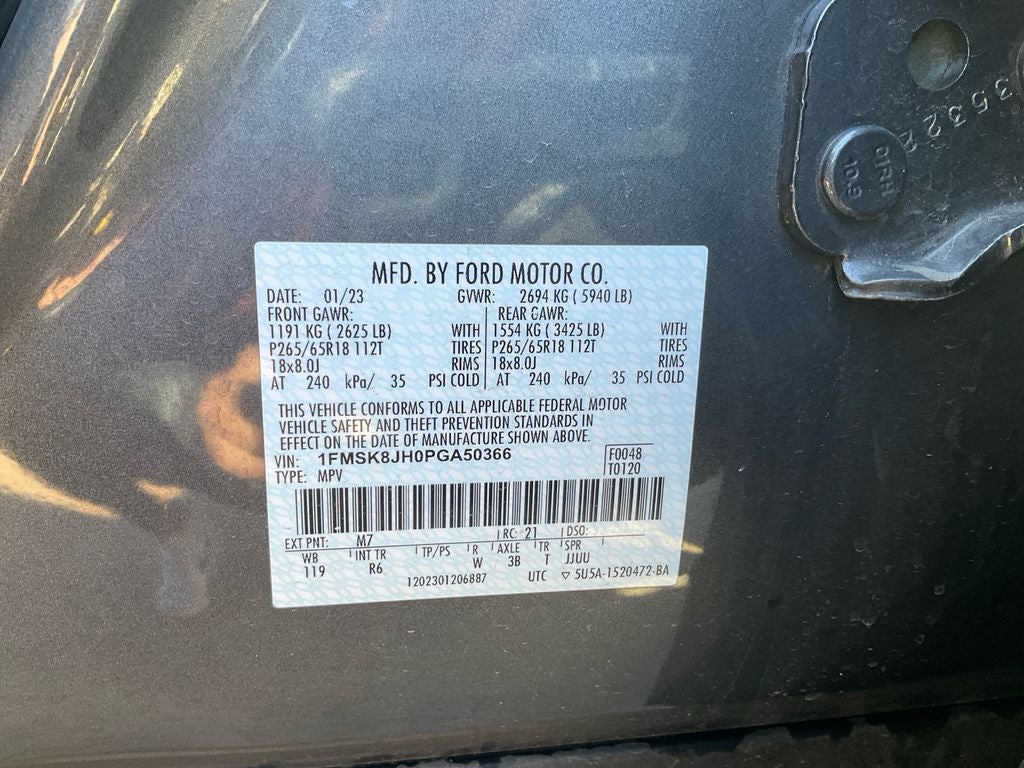 MFD. BY FORD MOTOR CO.
DATE: 01/23 GVWR: 2694 KG ( 5940 LB)
FRONT GAWR: REAR GAWR:
1191 KG ( 2625 LB) WITH 1554 KG ( 3425 LB) WITH
P265/65R18 112T TIRES P265/65R18 112T TIRES
18x8.0J RIMS 18x8.0J RIMS
AT 240 kPa/ 35 PSI COLD AT 240 kPa/ 35 PSI COLD
THIS VEHICLE CONFORMS TO ALL APPLICABLE FEDERAL MOTOR
VEHICLE SAFETY AND THEFT PREVENTION STANDARDS IN
EFFECT ON THE DATE OF MANUFACTURE SHOWN ABOVE.
VIN: 1FMSK8JH0PGA50366 F0048
TYPE: MPV T0120
EXT PNT: M7 RC: 21 DSO:
WB INT TR TP/PS R AXLE TR SPR
119 R6 W 3B T JJUU
1202301206887 UTC ▽ 5U5A-1520472-BA
35322
01RH
10.9